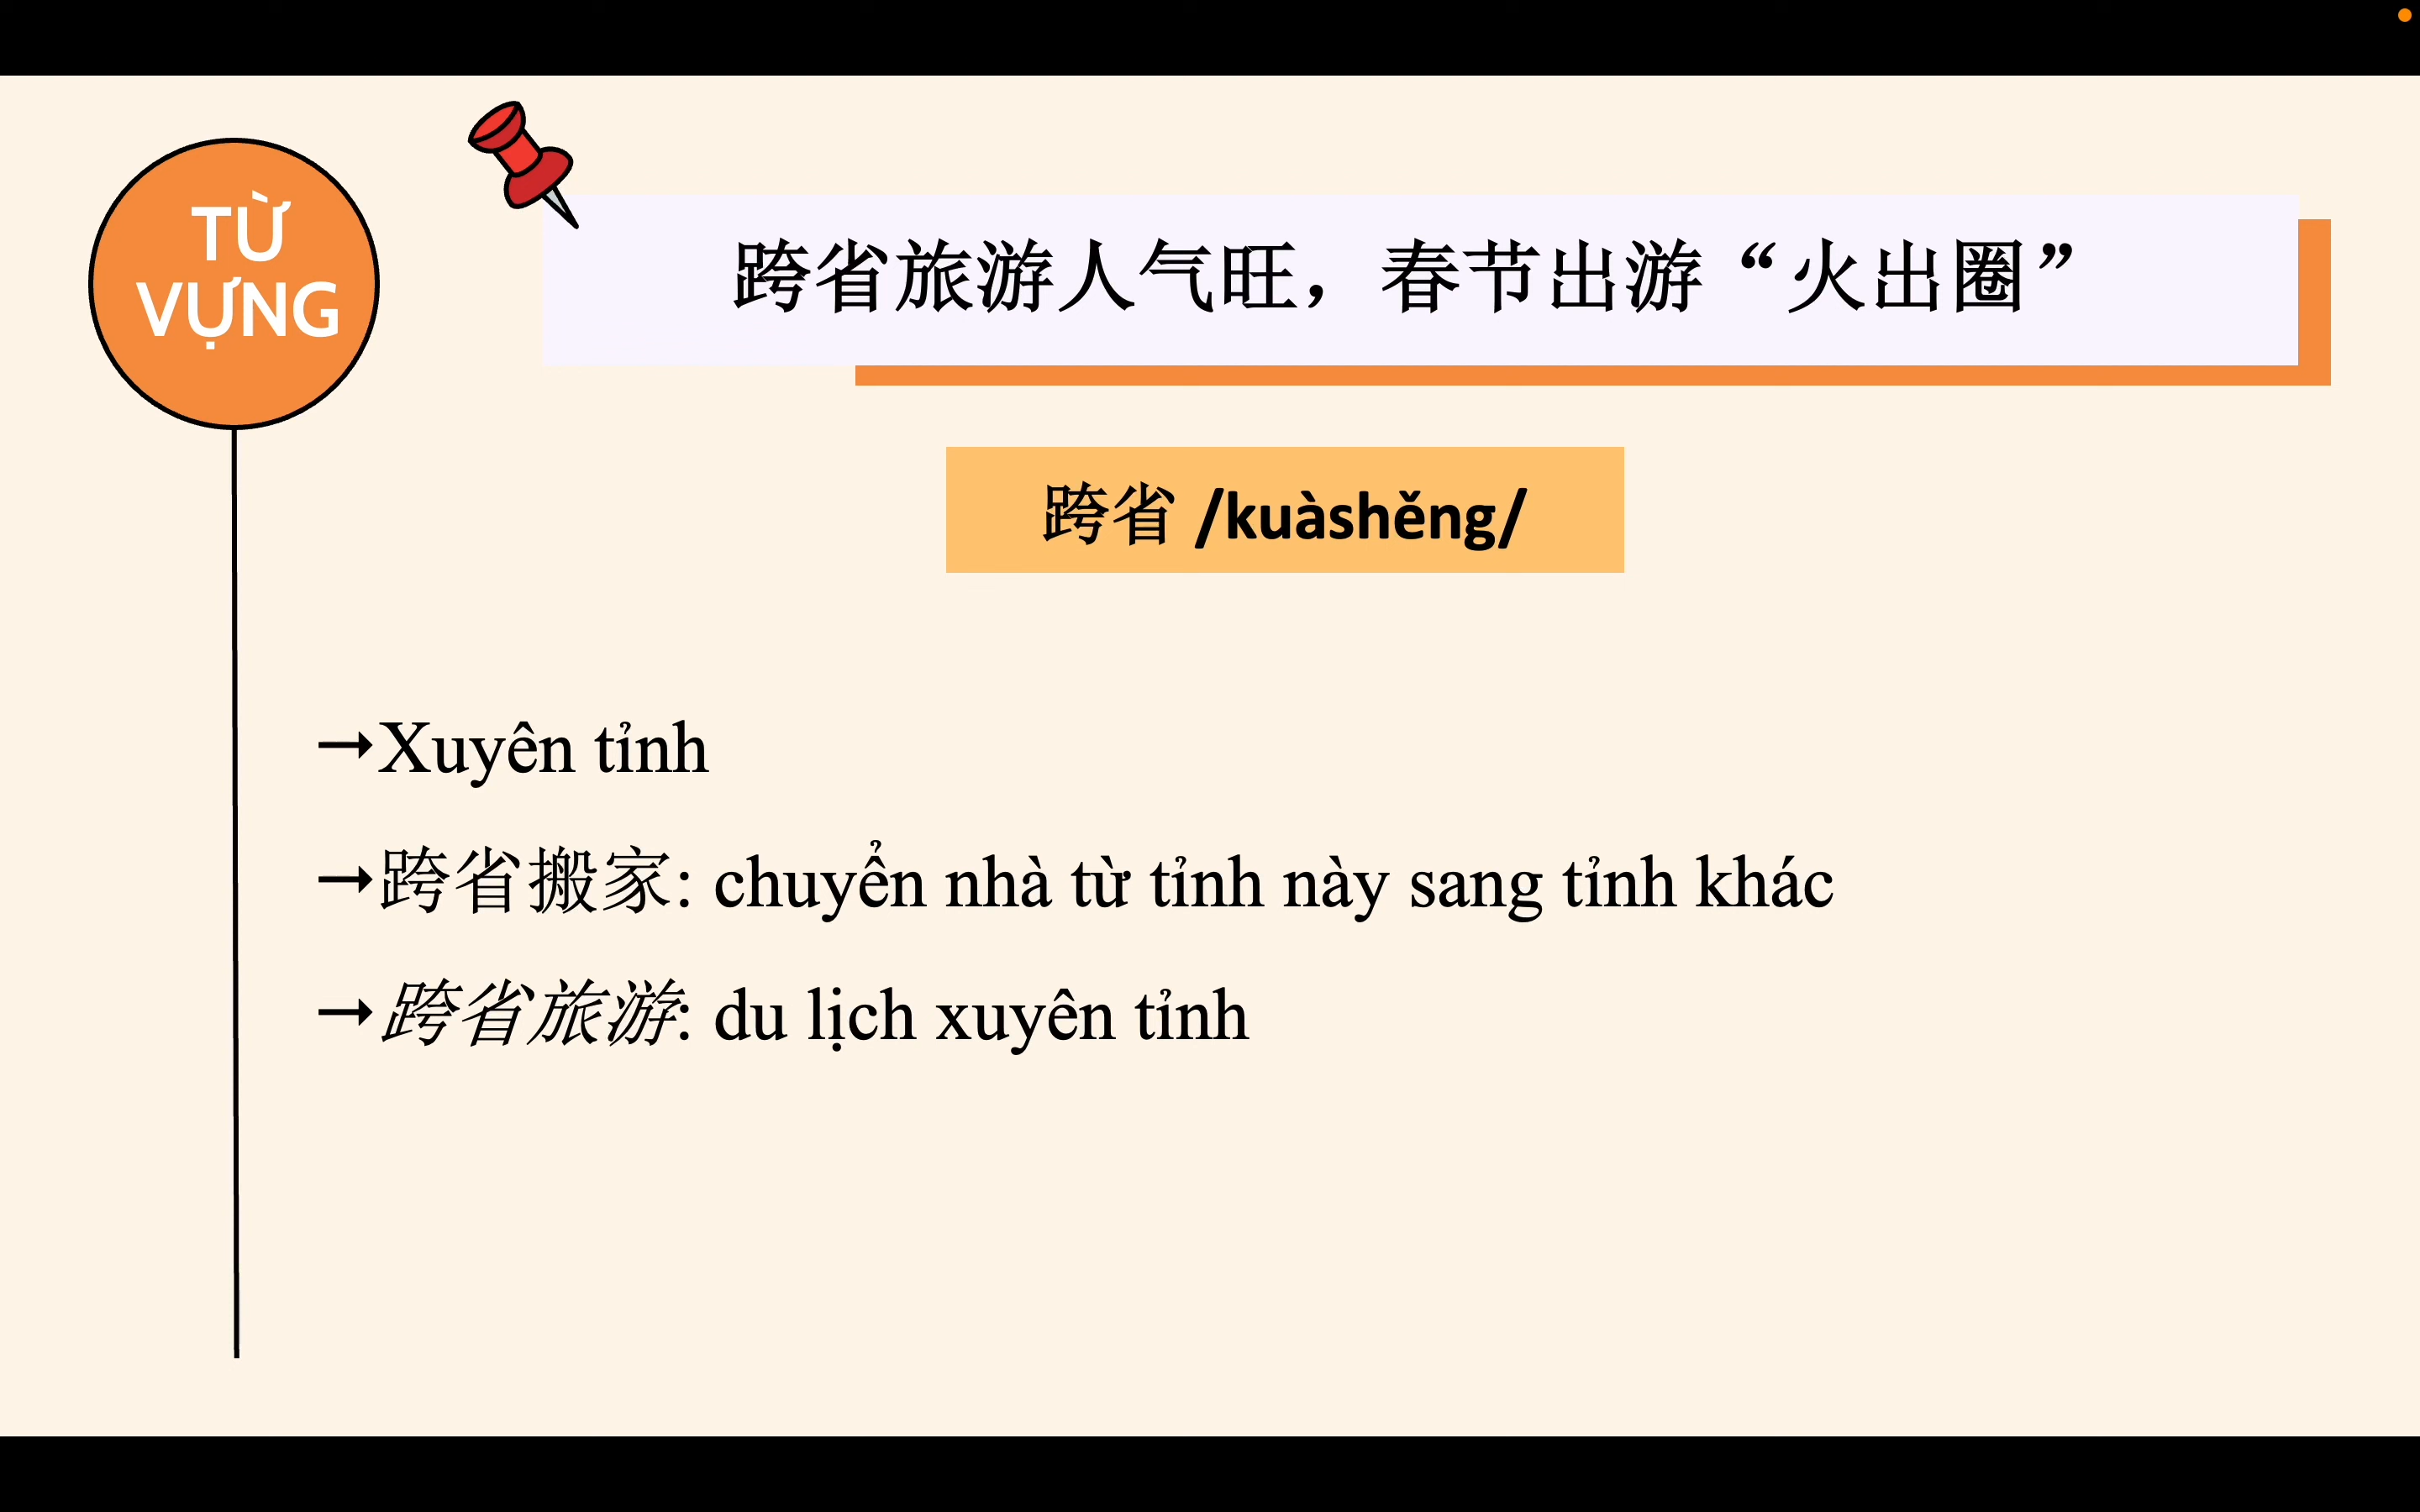 TỪ
VỰNG
跨省旅游人气旺，春节出游“火出圈”
跨省 /kuàshěng/
→Xuyên tỉnh
→跨省搬家: chuyển nhà từ tỉnh này sang tỉnh khác
→跨省旅游: du lịch xuyên tỉnh